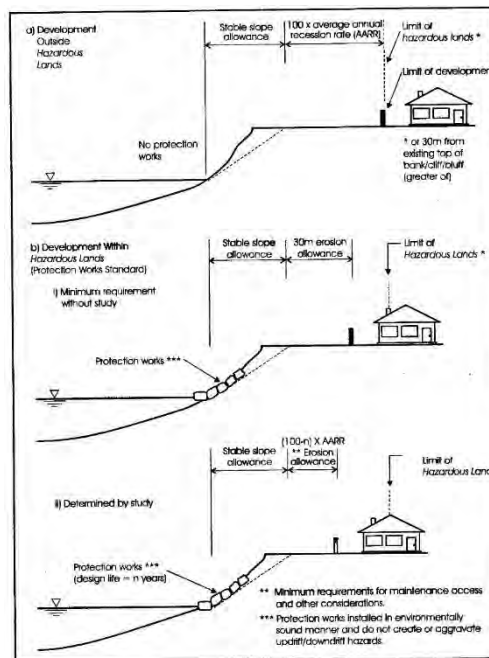 a) Development
Outside
Hazardous
Lands
Stable slope
allowance
100 x average annual
recession rate (AARR)
Limit of
hazardous lands *
Limit of development
No protection
works
* or 30m from
existing top of
bank/cliff/bluff
(greater of)
b) Development Within
Hazardous Lands
(Protection Works Standard)
i) Minimum requirement
without study
Stable slope
allowance
30m erosion
allowance
Limit of
Hazardous Lands *
Protection works ***
ii) Determined by study
Stable slope
allowance
(100-n) X AARR
** Erosion
allowance
Limit of
Hazardous Land
Protection works ***
(design life = n years)
** Minimum requirements for maintenance access
and other considerations.
*** Protection works installed in environmentally
sound manner and do not create or aggravate
updrift/downdrift hazards.